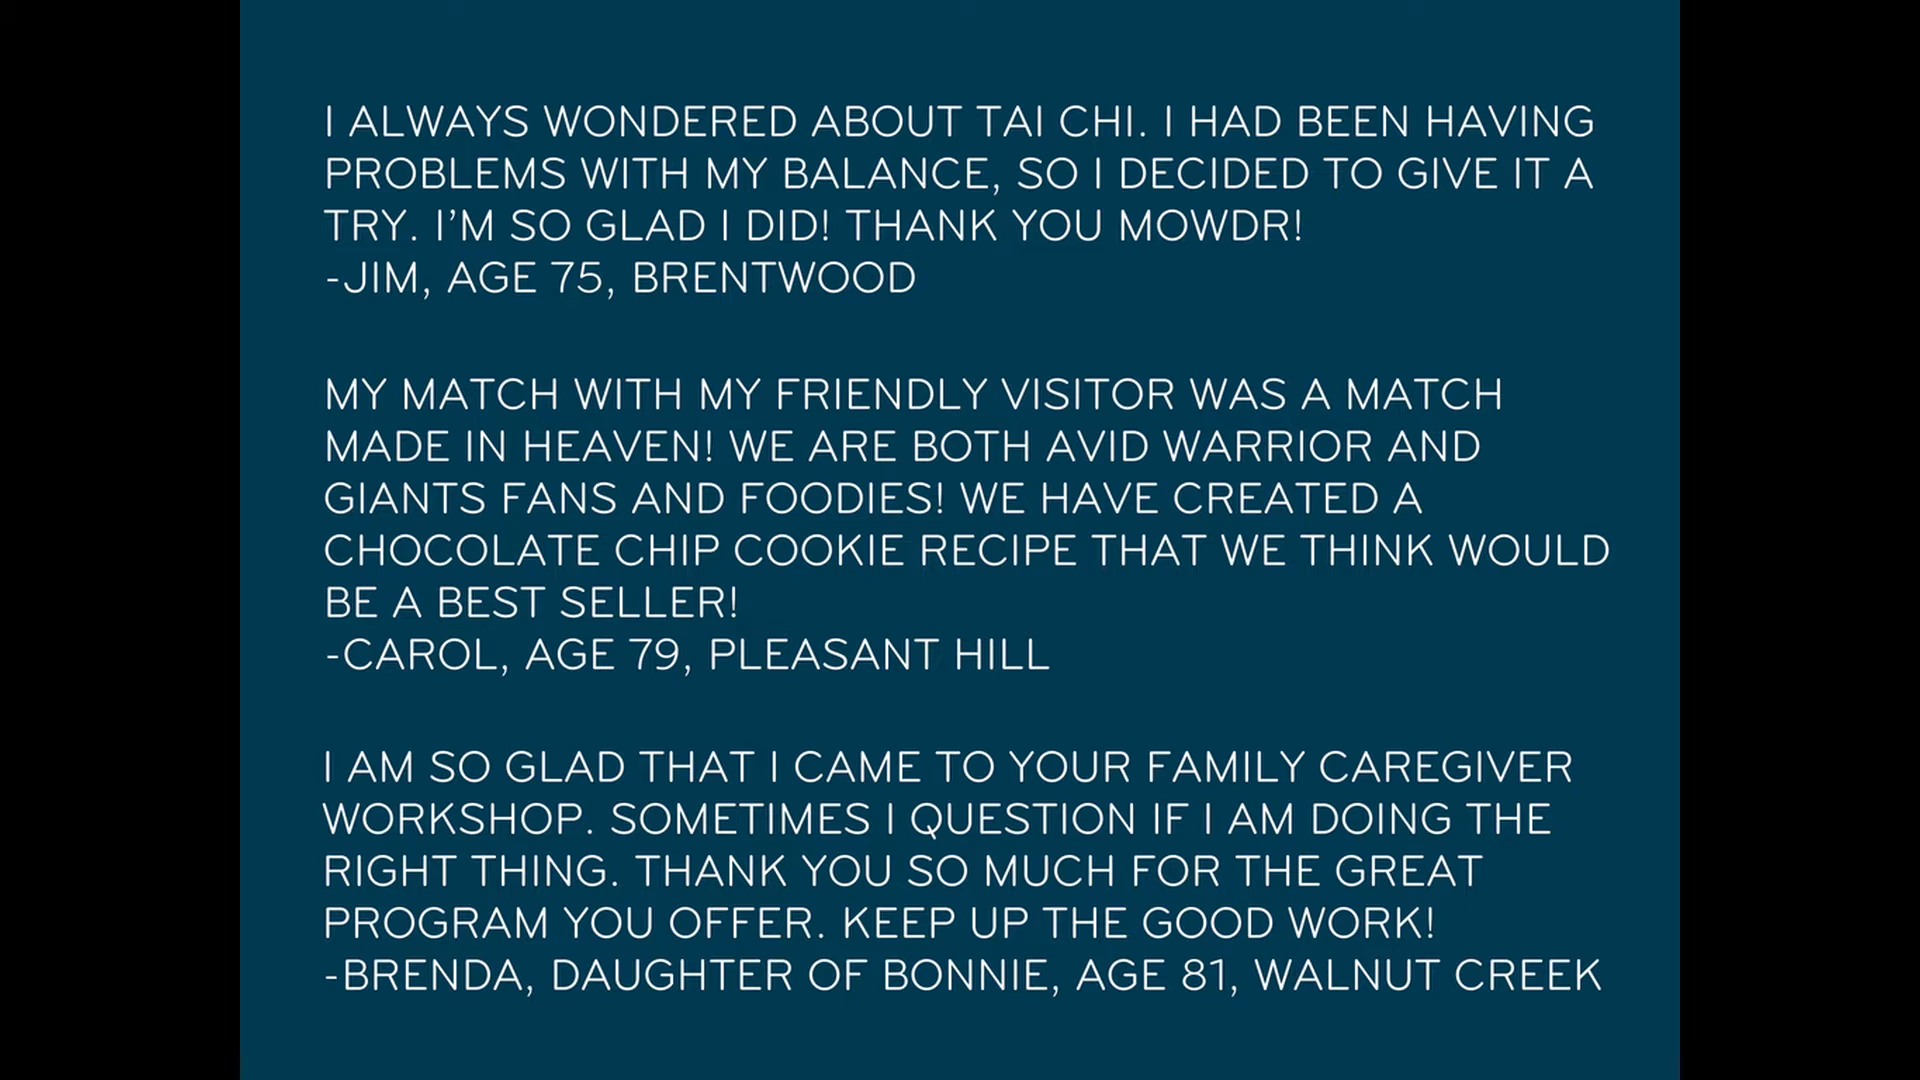 I ALWAYS WONDERED ABOUT TAI CHI. I HAD BEEN HAVING
PROBLEMS WITH MY BALANCE, SO I DECIDED TO GIVE IT A
TRY. I’M SO GLAD I DID! THANK YOU MOWDR!
-JIM, AGE 75, BRENTWOOD
MY MATCH WITH MY FRIENDLY VISITOR WAS A MATCH
MADE IN HEAVEN! WE ARE BOTH AVID WARRIOR AND
GIANTS FANS AND FOODIES! WE HAVE CREATED A
CHOCOLATE CHIP COOKIE RECIPE THAT WE THINK WOULD
BE A BEST SELLER!
-CAROL, AGE 79, PLEASANT HILL
I AM SO GLAD THAT I CAME TO YOUR FAMILY CAREGIVER
WORKSHOP. SOMETIMES I QUESTION IF I AM DOING THE
RIGHT THING. THANK YOU SO MUCH FOR THE GREAT
PROGRAM YOU OFFER. KEEP UP THE GOOD WORK!
-BRENDA, DAUGHTER OF BONNIE, AGE 81, WALNUT CREEK